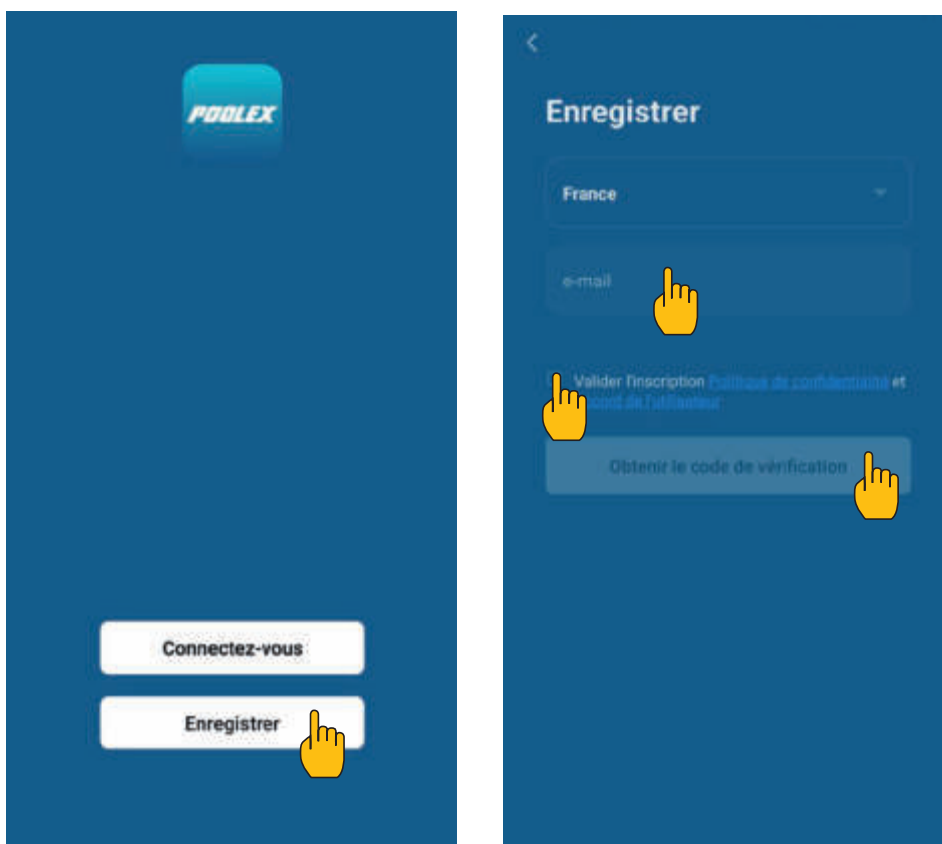 POOLEX
Connectez-vous
Enregistrer
Enregistrer
France
e-mail
Valider l'inscription Politique de confidentialité et
Accord de l'utilisateur
Obtenir le code de vérification